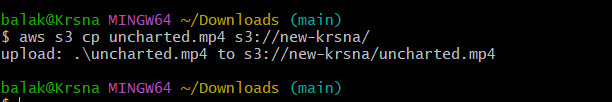 balak@Krsna MINGW64 ~/Downloads (main)
$ aws s3 cp uncharted.mp4 s3://new-krsna/
upload: .\uncharted.mp4 to s3://new-krsna/uncharted.mp4
balak@Krsna MINGW64 ~/Downloads (main)
$